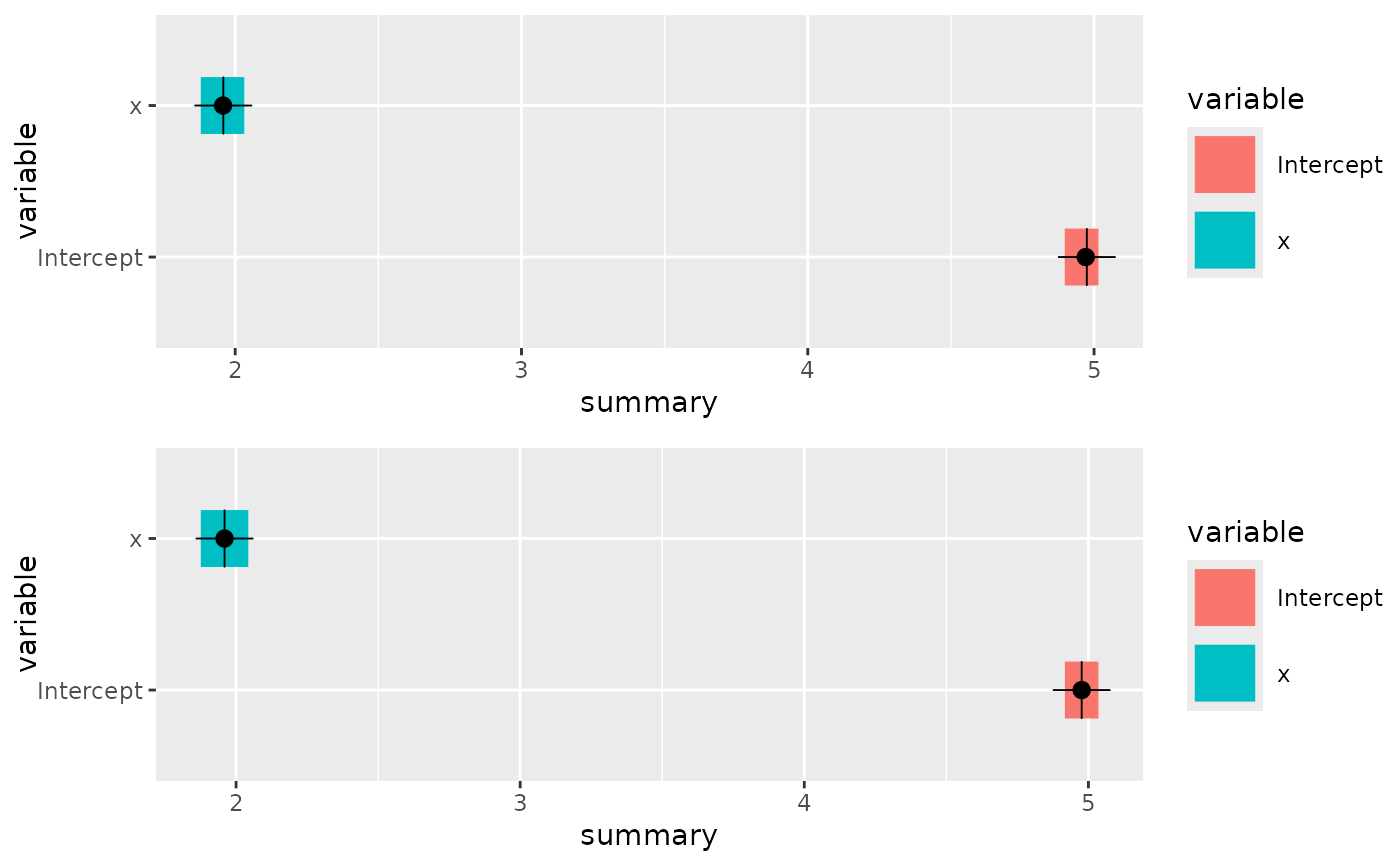 variable
x
Intercept
2 3 4 5
summary
variable
Intercept
x
variable
x
Intercept
2 3 4 5
summary
variable
Intercept
x